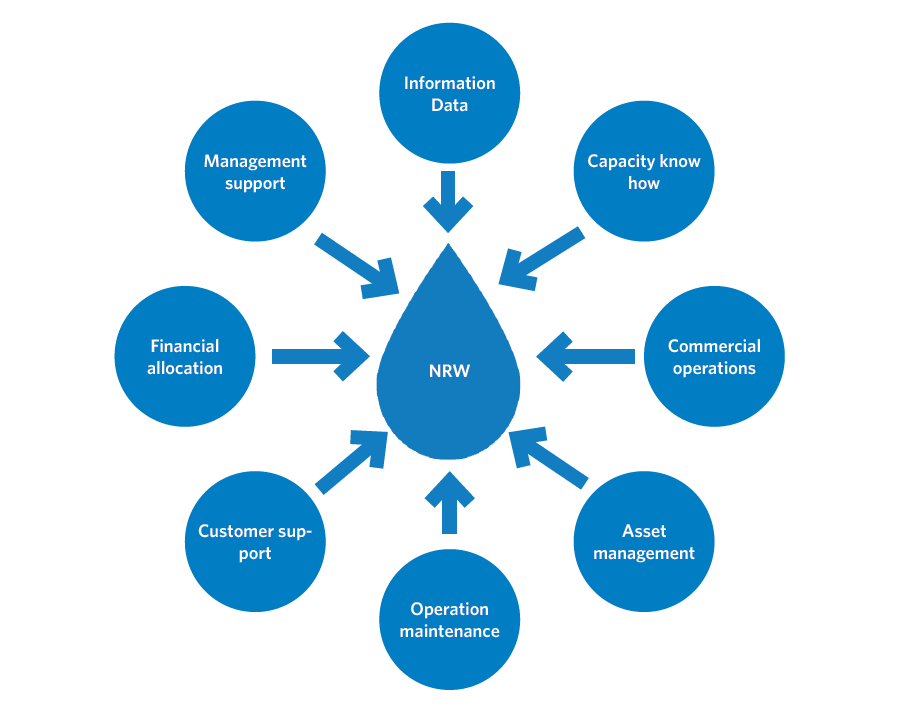 Information
Data
Management
support
Capacity know
how
Financial
allocation
NRW
Commercial
operations
Customer sup-
port
Asset
management
Operation
maintenance